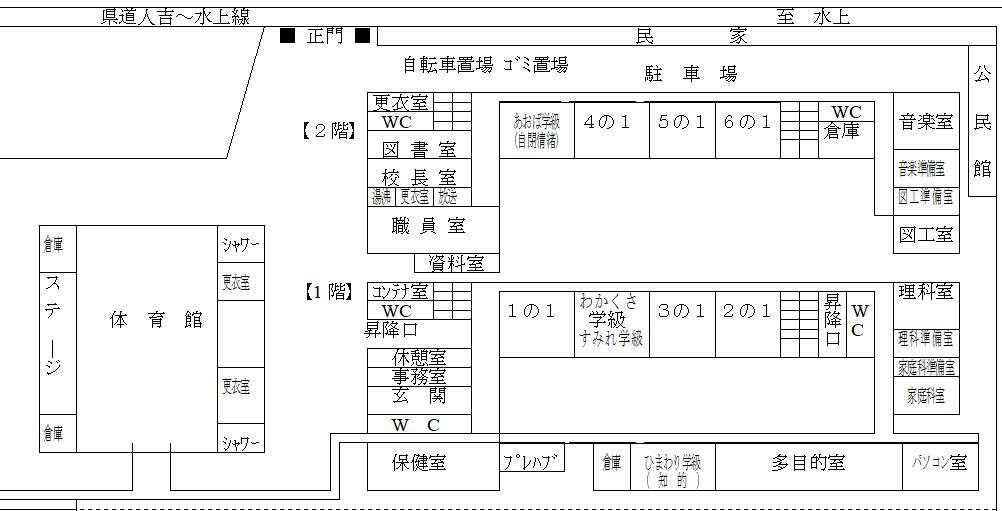 県道人吉～水上線
至　水上
■　正門　■
民　　家
自転車置場 ゴミ置場
駐　車　場
公民館
【２階】
更衣室
WC
図　書　室
校　長　室
湯沸
更衣室
放送
職　員　室
資料室
あおば学級
(自閉情緒)
４の１
５の１
６の１
WC
倉庫
音楽室
音楽準備室
図工準備室
図工室
倉庫
ステージ
倉庫
体　育　館
シャワー
更衣室
更衣室
シャワー
【1 階】
コンテナ室
WC
昇降口
休憩室
事務室
玄　関
Ｗ　Ｃ
保健室
１の１
わかくさ
学級
すみれ学級
３の１
２の１
昇降口
WC
理科室
理科準備室
家庭科準備室
家庭科室
プレハブ
倉庫
ひまわり学級
(　知　的　)
多目的室
パソコン室